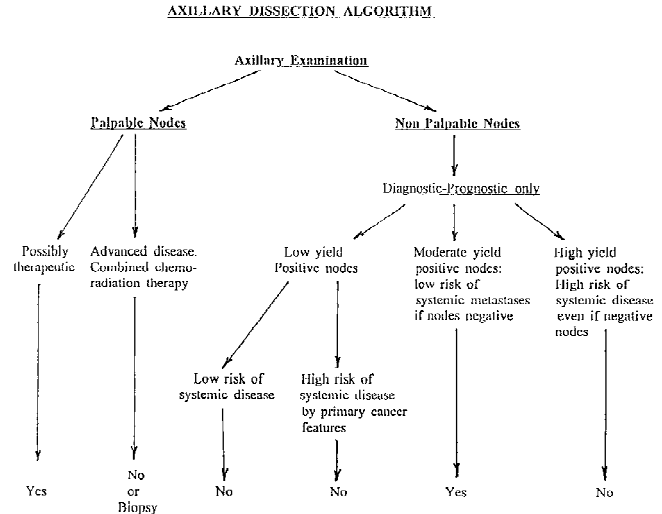 AXILLARY DISSECTION ALGORITHM
Axillary Examination
Palpable Nodes
Non Palpable Nodes
Diagnostic-Prognostic only
Possibly
therapeutic
Advanced disease.
Combined chemo-
radiation therapy
Low yield
Positive nodes
Moderate yield
positive nodes:
low risk of
systemic metastases
if nodes negative
High yield
positive nodes:
High risk of
systemic disease
even if negative
nodes
Low risk of
systemic disease
High risk of
systemic disease
by primary cancer
features
Yes
No
or
Biopsy
No
No
Yes
No